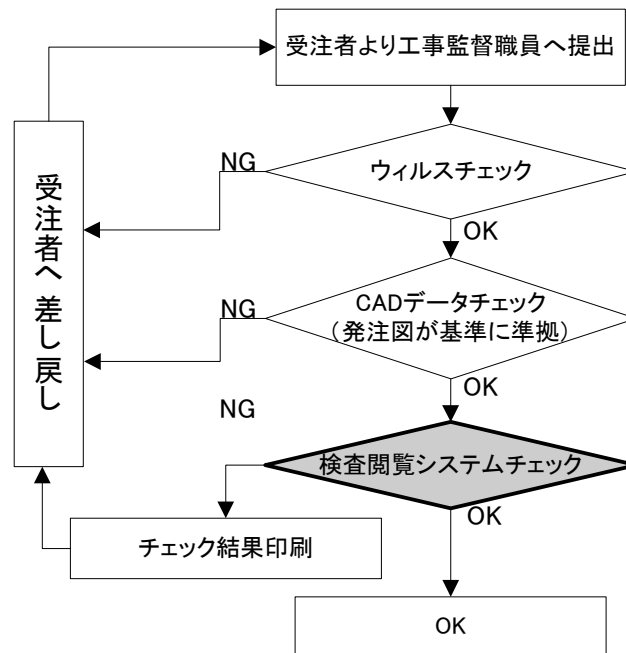 受注者より工事監督職員へ提出
NG
ウィルスチェック
OK
受注者へ 差し戻し
NG
CADデータチェック
（発注図が基準に準拠）
OK
NG
検査閲覧システムチェック
OK
チェック結果印刷
OK